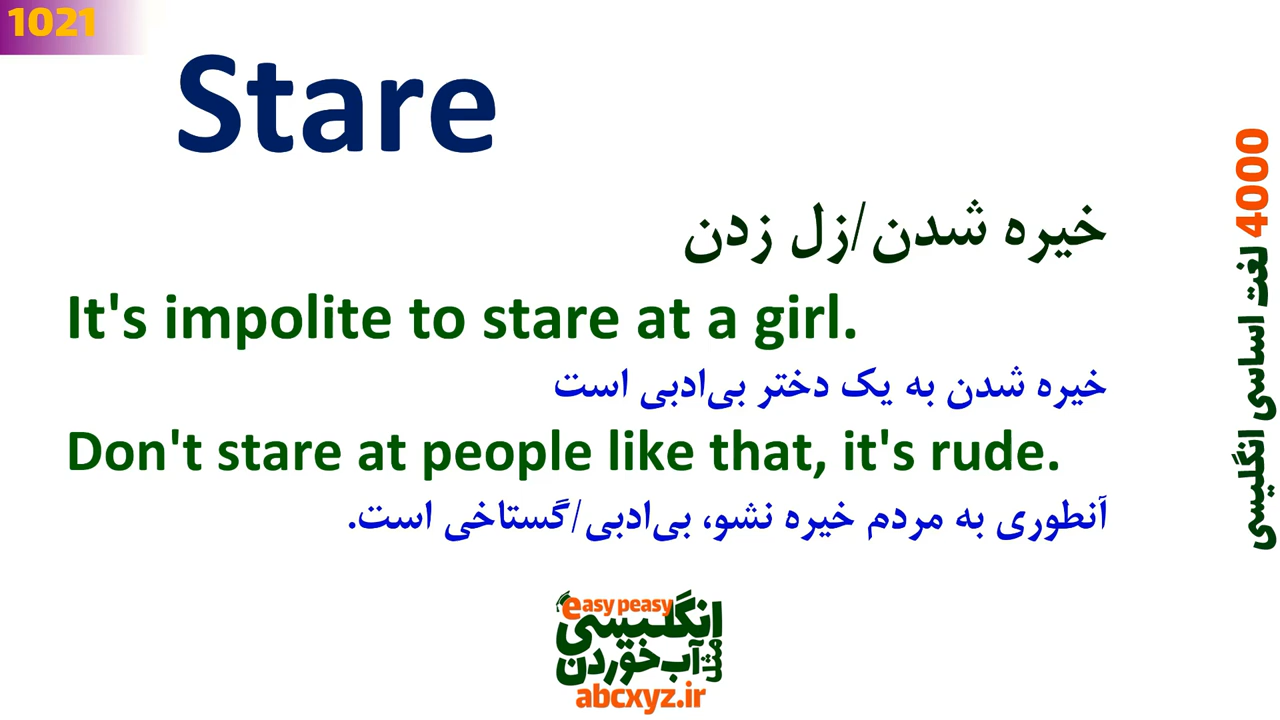 1021
Stare
خیره شدن/زل زدن
It's impolite to stare at a girl.
خیره شدن به یک دختر بی‌ادبی است
Don't stare at people like that, it's rude.
آنطوری به مردم خیره نشو، بی‌ادبی/گستاخی است.
4000 لغت اساسی انگلیسی
easy peasy
انگلیسی
مثل آب خوردن
abcxyz.ir